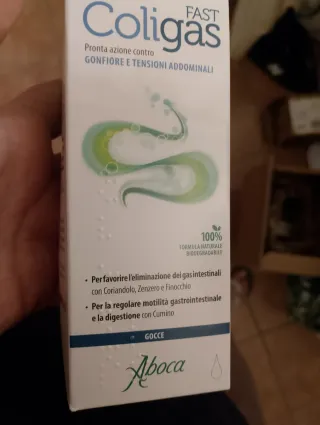 Coligas FAST
Pronta azione contro
GONFIORE E TENSIONI ADDOMINALI
100%
FORMULA NATURALE
BIODEGRADABILE
• Per favorire l'eliminazione dei gas intestinali
con Coriandolo, Zenzero e Finocchio
• Per la regolare motilità gastrointestinale
e la digestione con Cumino
GOCCE
Aboca